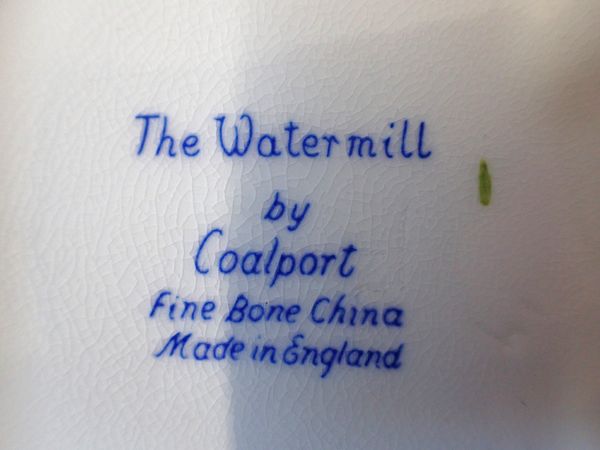 The Watermill
by
Coalport
Fine Bone China
Made in England